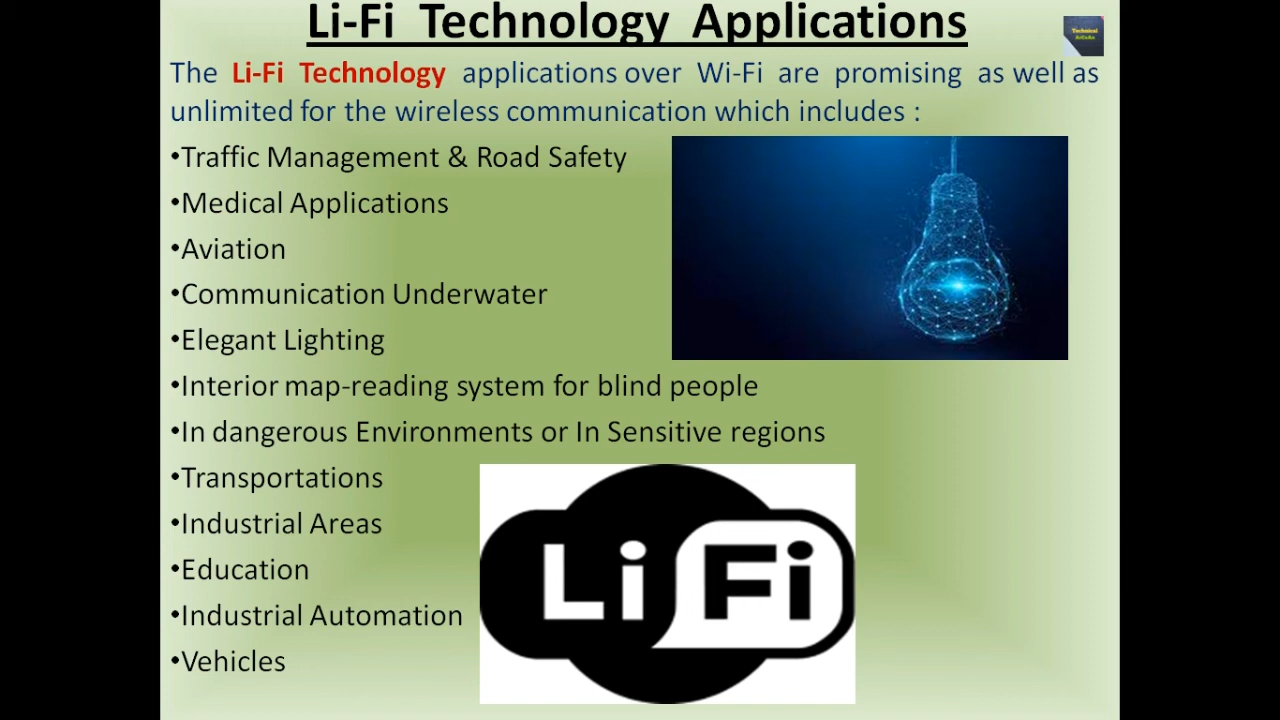 Li-Fi Technology Applications
The Li-Fi Technology applications over Wi-Fi are promising as well as
unlimited for the wireless communication which includes :
•Traffic Management & Road Safety
•Medical Applications
•Aviation
•Communication Underwater
•Elegant Lighting
•Interior map-reading system for blind people
•In dangerous Environments or In Sensitive regions
•Transportations
•Industrial Areas
•Education
•Industrial Automation
•Vehicles
Li Fi
Technical